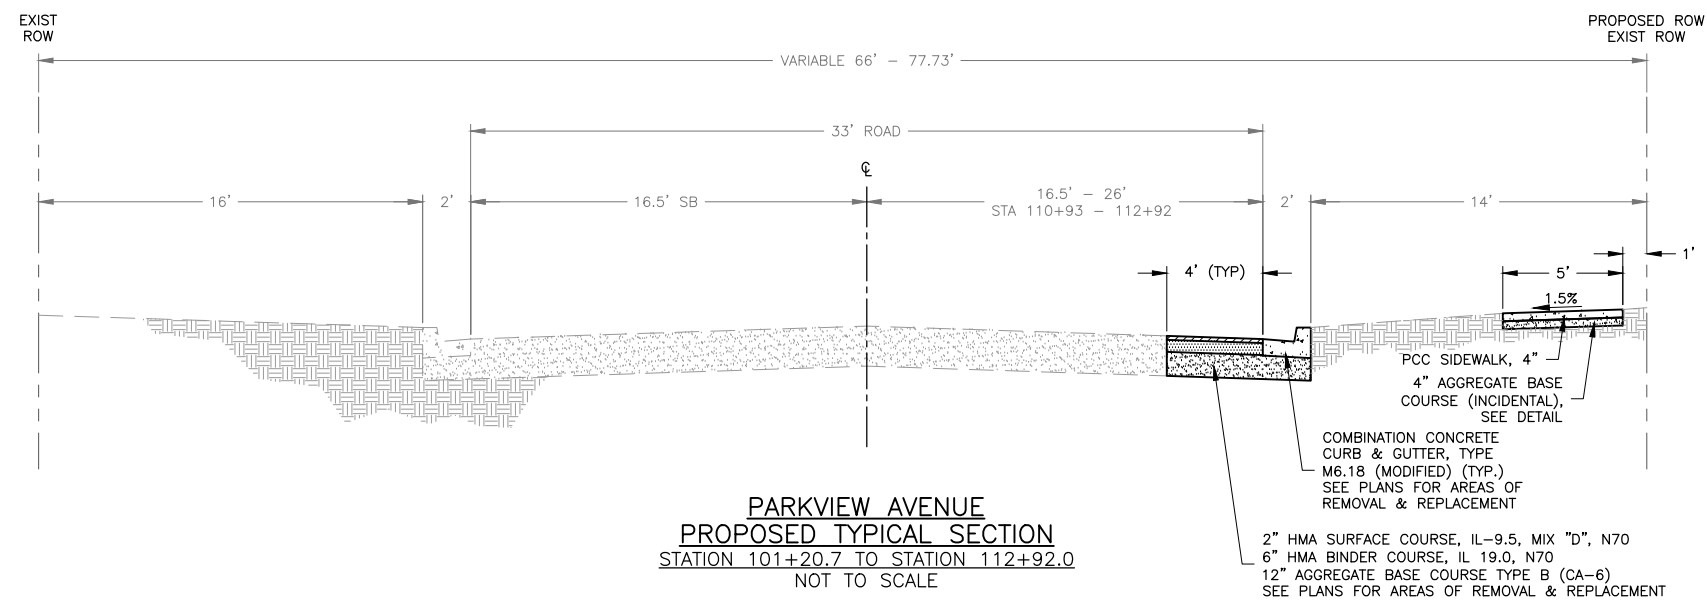 EXIST
ROW
PROPOSED ROW
EXIST ROW
VARIABLE 66' - 77.73'
33' ROAD
℄
16'
2'
16.5' SB
16.5' - 26'
STA 110+93 - 112+92
2'
14'
1'
4' (TYP)
5'
1.5%
PCC SIDEWALK, 4"
4" AGGREGATE BASE
COURSE (INCIDENTAL),
SEE DETAIL
COMBINATION CONCRETE
CURB & GUTTER, TYPE
M6.18 (MODIFIED) (TYP.)
SEE PLANS FOR AREAS OF
REMOVAL & REPLACEMENT
2" HMA SURFACE COURSE, IL-9.5, MIX "D", N70
6" HMA BINDER COURSE, IL 19.0, N70
12" AGGREGATE BASE COURSE TYPE B (CA-6)
SEE PLANS FOR AREAS OF REMOVAL & REPLACEMENT
PARKVIEW AVENUE
PROPOSED TYPICAL SECTION
STATION 101+20.7 TO STATION 112+92.0
NOT TO SCALE